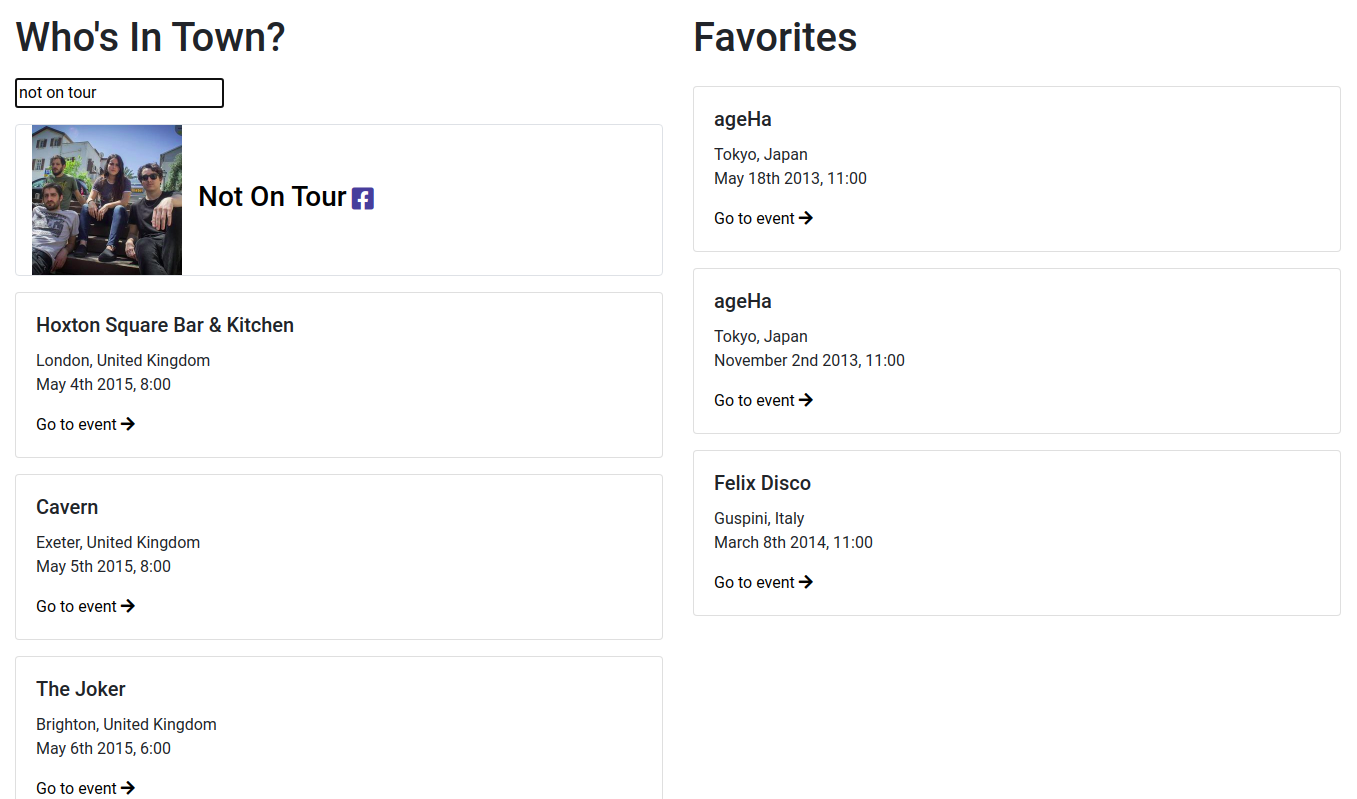 Who's In Town?
not on tour
Not On Tour
Hoxton Square Bar & Kitchen
London, United Kingdom
May 4th 2015, 8:00
Go to event
Cavern
Exeter, United Kingdom
May 5th 2015, 8:00
Go to event
The Joker
Brighton, United Kingdom
May 6th 2015, 6:00
Go to event
Favorites
ageHa
Tokyo, Japan
May 18th 2013, 11:00
Go to event
ageHa
Tokyo, Japan
November 2nd 2013, 11:00
Go to event
Felix Disco
Guspini, Italy
March 8th 2014, 11:00
Go to event